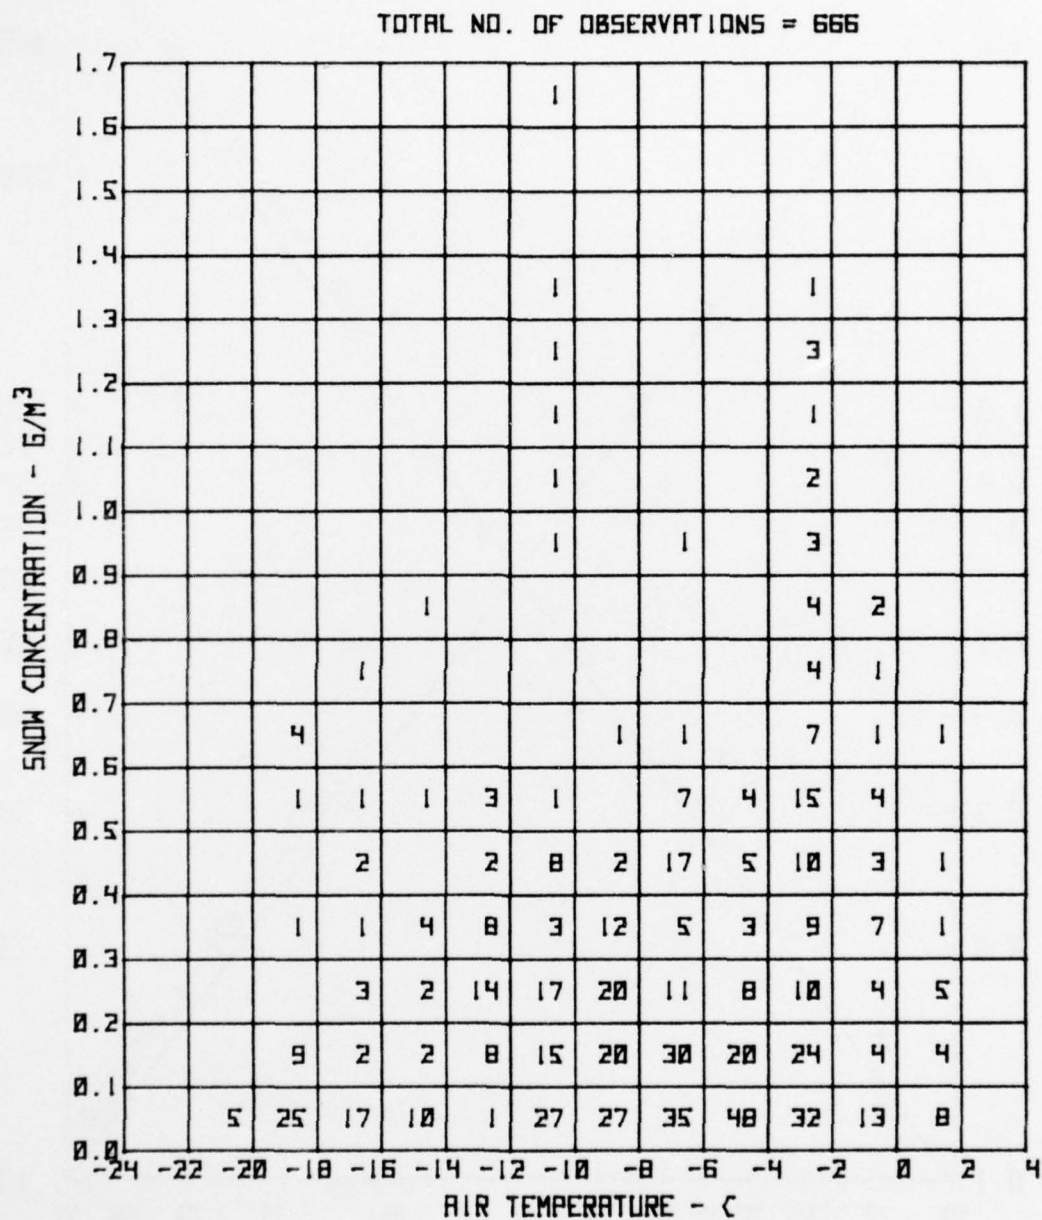 TOTAL NO. OF OBSERVATIONS = 666
1.7
1
1.6
1.5
1.4
1 1
1.3
1 3
1.2
1 1
1.1
1 2
1.0
1 1 3
0.9
1 4 2
0.8
1 4 1
0.7
4 1 1 7 1 1
0.6
1 1 1 3 1 7 4 15 4
0.5
2 2 8 2 17 5 10 3 1
0.4
1 1 4 8 3 12 5 3 9 7 1
0.3
3 2 14 17 20 11 8 10 4 5
0.2
9 2 2 8 15 20 30 20 24 4 4
0.1
5 25 17 10 1 27 27 35 48 32 13 8
0.0
-24 -22 -20 -18 -16 -14 -12 -10 -8 -6 -4 -2 0 2 4
AIR TEMPERATURE - C
SNOW CONCENTRATION - G/M³